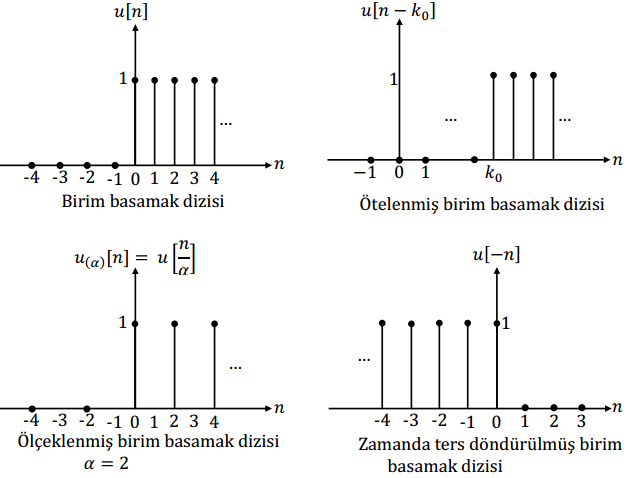 u[n]
1
...
n
-4 -3 -2 -1 0 1 2 3 4
Birim basamak dizisi
u[n − k₀]
1
... ...
n
−1 0 1 k₀
Ötelenmiş birim basamak dizisi
u₍α₎[n] = u[n/α]
1
...
n
-4 -3 -2 -1 0 1 2 3 4
Ölçeklenmiş birim basamak dizisi
α = 2
u[−n]
1
...
n
-4 -3 -2 -1 0 1 2 3
Zamanda ters döndürülmüş birim
basamak dizisi